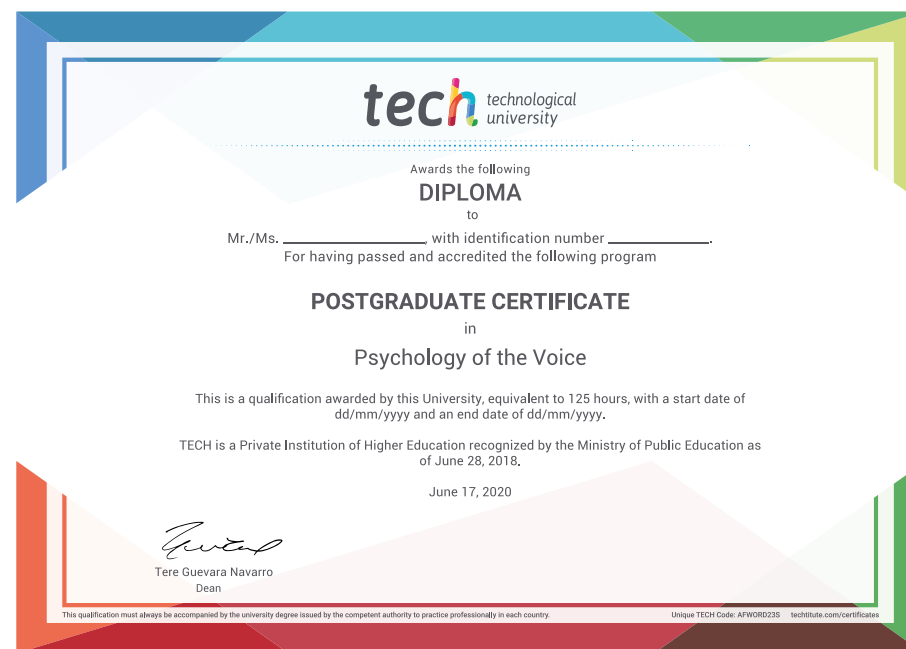 tech technological
university
Awards the following
DIPLOMA
to
Mr./Ms. ____________, with identification number ____________.
For having passed and accredited the following program
POSTGRADUATE CERTIFICATE
in
Psychology of the Voice
This is a qualification awarded by this University, equivalent to 125 hours, with a start date of
dd/mm/yyyy and an end date of dd/mm/yyyy.
TECH is a Private Institution of Higher Education recognized by the Ministry of Public Education as
of June 28, 2018.
June 17, 2020
Tere Guevara Navarro
Dean
This qualification must always be accompanied by the university degree issued by the competent authority to practice professionally in each country. Unique TECH Code: AFWORD23S techtitute.com/certificates